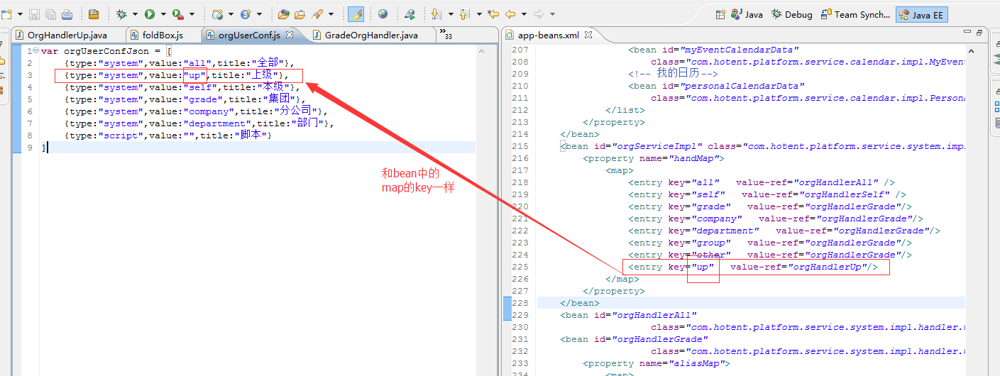 Java
Debug
Team Synch...
Java EE
OrgHandlerUp.java
foldBox.js
orgUserConf.js
GradeOrgHandler.java
»33
app-beans.xml
1 var orgUserConfJson = [
2 {type:"system",value:"all",title:"全部"},
3 {type:"system",value:"up",title:"上级"},
4 {type:"system",value:"self",title:"本级"},
5 {type:"system",value:"grade",title:"集团"},
6 {type:"system",value:"company",title:"分公司"},
7 {type:"system",value:"department",title:"部门"},
8 {type:"script",value:"",title:"脚本"}
9 ]
和bean中的
map的key一样
207 <bean id="myEventCalendarData"
208 class="com.hotent.platform.service.calendar.impl.MyEven
209 <!-- 我的日历 -->
210 <bean id="personalCalendarData"
211 class="com.hotent.platform.service.calendar.impl.Person
212 </list>
213 </property>
214 </bean>
215 <bean id="orgServiceImpl" class="com.hotent.platform.service.system.impl
216 <property name="handMap">
217 <map>
218 <entry key="all" value-ref="orgHandlerAll" />
219 <entry key="self" value-ref="orgHandlerSelf" />
220 <entry key="grade" value-ref="orgHandlerGrade"/>
221 <entry key="company" value-ref="orgHandlerGrade"/>
222 <entry key="department" value-ref="orgHandlerGrade"/>
223 <entry key="group" value-ref="orgHandlerGrade"/>
224 <entry key="other" value-ref="orgHandlerGrade"/>
225 <entry key="up" value-ref="orgHandlerUp"/>
226 </map>
227 </property>
228 </bean>
229 <bean id="orgHandlerAll"
230 class="com.hotent.platform.service.system.impl.handler.
231 <bean id="orgHandlerGrade"
232 class="com.hotent.platform.service.system.impl.handler.
233 <property name="aliasMap">
234 <map>